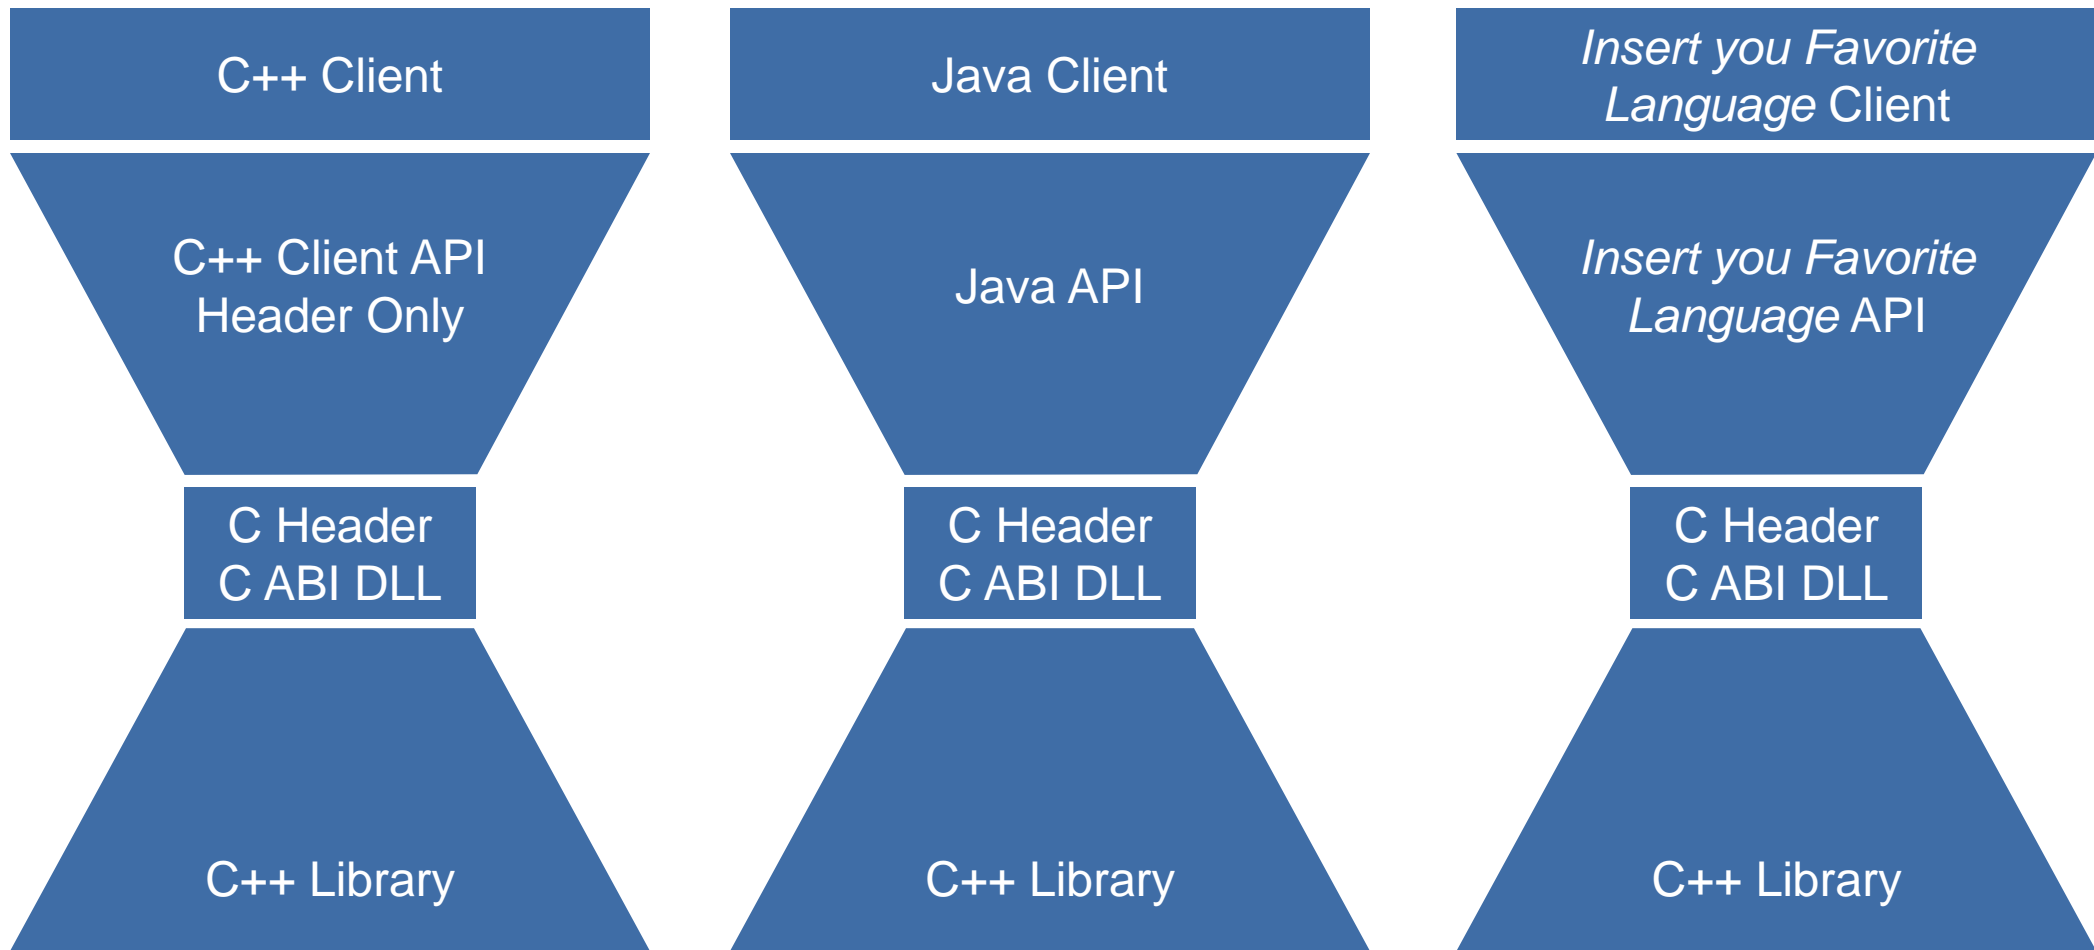 C++ Client
Java Client
Insert you Favorite
Language Client
C++ Client API
Header Only
Java API
Insert you Favorite
Language API
C Header
C ABI DLL
C Header
C ABI DLL
C Header
C ABI DLL
C++ Library
C++ Library
C++ Library